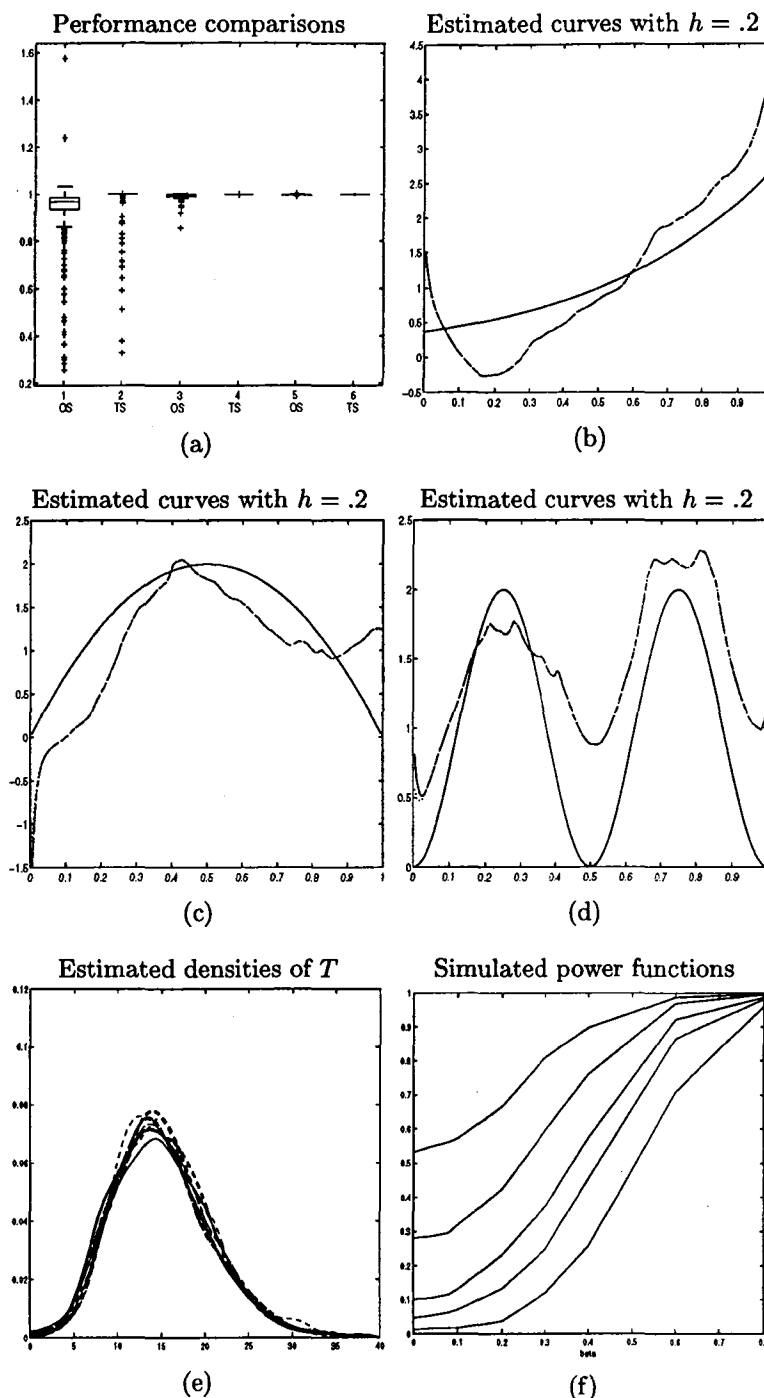 Performance comparisons
1.6
1.4
1.2
1
0.8
0.6
0.4
0.2
1 2 3 4 5 6
OS TS OS TS OS TS
(a)
Estimated curves with h = .2
4.5
4
3.5
3
2.5
2
1.5
1
0.5
0
-0.5
0 0.1 0.2 0.3 0.4 0.5 0.6 0.7 0.8 0.9
(b)
Estimated curves with h = .2
2.5
2
1.5
1
0.5
0
-0.5
-1
-1.5
0 0.1 0.2 0.3 0.4 0.5 0.6 0.7 0.8 0.9 1
(c)
Estimated curves with h = .2
2.5
2
1.5
1
0.5
0
0 0.1 0.2 0.3 0.4 0.5 0.6 0.7 0.8 0.9
(d)
Estimated densities of T
0.12
0.1
0.08
0.06
0.04
0.02
0
0 5 10 15 20 25 30 35 40
(e)
Simulated power functions
1
0.9
0.8
0.7
0.6
0.5
0.4
0.3
0.2
0.1
0
0 0.1 0.2 0.3 0.4 0.5 0.6 0.7
beta
(f)